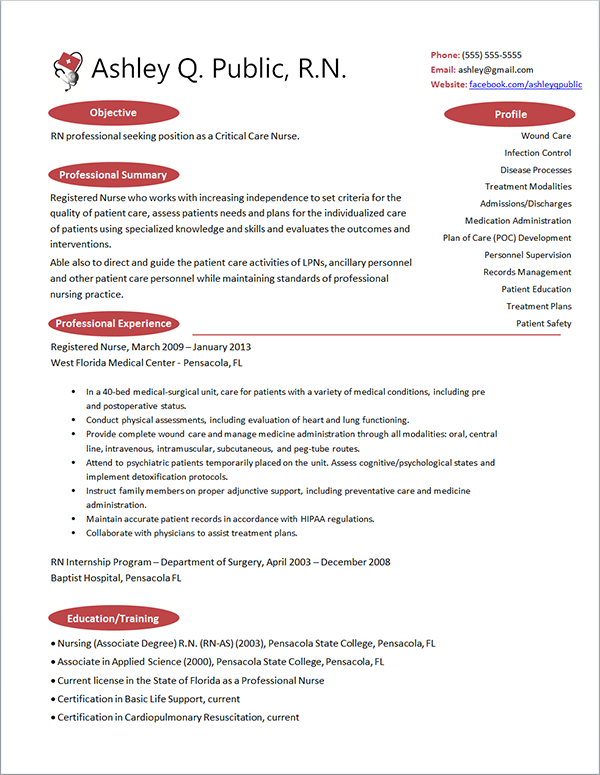 Ashley Q. Public, R.N.
Phone: (555) 555-5555
Email: ashley@gmail.com
Website: facebook.com/ashleyqpublic
Objective
RN professional seeking position as a Critical Care Nurse.
Professional Summary
Registered Nurse who works with increasing independence to set criteria for the
quality of patient care, assess patients needs and plans for the individualized care
of patients using specialized knowledge and skills and evaluates the outcomes and
interventions.
Able also to direct and guide the patient care activities of LPNs, ancillary personnel
and other patient care personnel while maintaining standards of professional
nursing practice.
Profile
Wound Care
Infection Control
Disease Processes
Treatment Modalities
Admissions/Discharges
Medication Administration
Plan of Care (POC) Development
Personnel Supervision
Records Management
Patient Education
Treatment Plans
Patient Safety
Professional Experience
Registered Nurse, March 2009 – January 2013
West Florida Medical Center - Pensacola, FL
• In a 40-bed medical-surgical unit, care for patients with a variety of medical conditions, including pre
and postoperative status.
• Conduct physical assessments, including evaluation of heart and lung functioning.
• Provide complete wound care and manage medicine administration through all modalities: oral, central
line, intravenous, intramuscular, subcutaneous, and peg-tube routes.
• Attend to psychiatric patients temporarily placed on the unit. Assess cognitive/psychological states and
implement detoxification protocols.
• Instruct family members on proper adjunctive support, including preventative care and medicine
administration.
• Maintain accurate patient records in accordance with HIPAA regulations.
• Collaborate with physicians to assist treatment plans.
RN Internship Program – Department of Surgery, April 2003 – December 2008
Baptist Hospital, Pensacola FL
Education/Training
• Nursing (Associate Degree) R.N. (RN-AS) (2003), Pensacola State College, Pensacola, FL
• Associate in Applied Science (2000), Pensacola State College, Pensacola, FL
• Current license in the State of Florida as a Professional Nurse
• Certification in Basic Life Support, current
• Certification in Cardiopulmonary Resuscitation, current